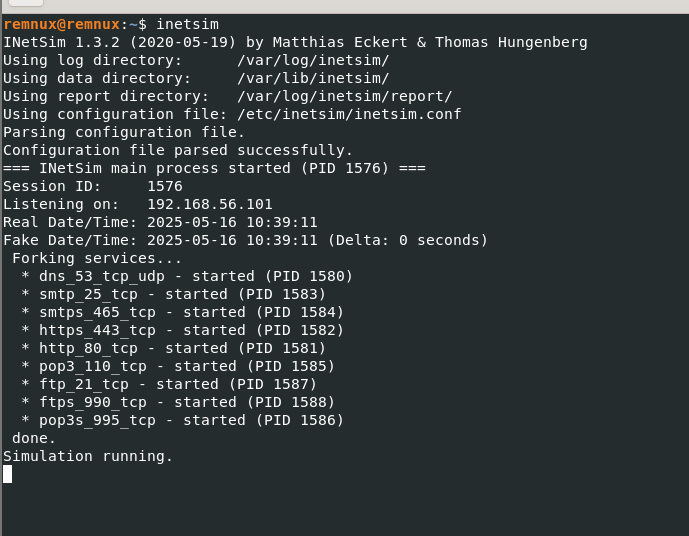 remnux@remnux:~$ inetsim
INetSim 1.3.2 (2020-05-19) by Matthias Eckert & Thomas Hungenberg
Using log directory:      /var/log/inetsim/
Using data directory:     /var/lib/inetsim/
Using report directory:   /var/log/inetsim/report/
Using configuration file: /etc/inetsim/inetsim.conf
Parsing configuration file.
Configuration file parsed successfully.
=== INetSim main process started (PID 1576) ===
Session ID:     1576
Listening on:   192.168.56.101
Real Date/Time: 2025-05-16 10:39:11
Fake Date/Time: 2025-05-16 10:39:11 (Delta: 0 seconds)
 Forking services...
  * dns_53_tcp_udp - started (PID 1580)
  * smtp_25_tcp - started (PID 1583)
  * smtps_465_tcp - started (PID 1584)
  * https_443_tcp - started (PID 1582)
  * http_80_tcp - started (PID 1581)
  * pop3_110_tcp - started (PID 1585)
  * ftp_21_tcp - started (PID 1587)
  * ftps_990_tcp - started (PID 1588)
  * pop3s_995_tcp - started (PID 1586)
 done.
Simulation running.